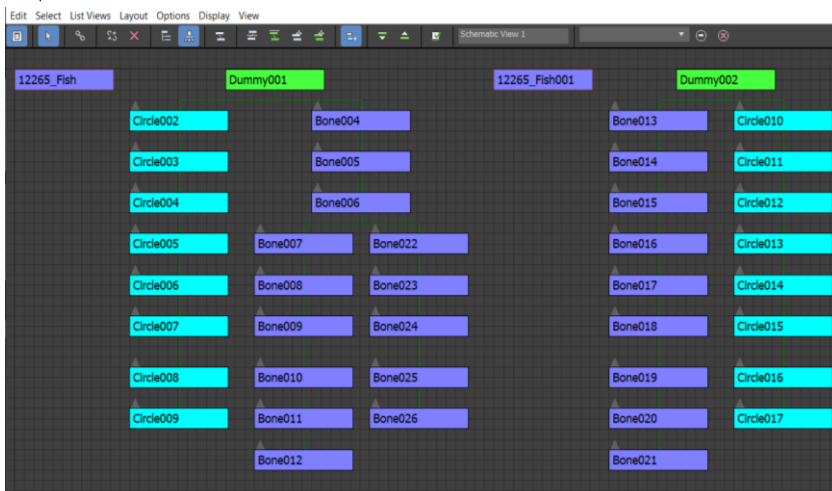 Edit Select List Views Layout Options Display View
Schematic View 1
12265_Fish Dummy001 12265_Fish001 Dummy002
Circle002 Bone004 Bone013 Circle010
Circle003 Bone005 Bone014 Circle011
Circle004 Bone006 Bone015 Circle012
Circle005 Bone007 Bone022 Bone016 Circle013
Circle006 Bone008 Bone023 Bone017 Circle014
Circle007 Bone009 Bone024 Bone018 Circle015
Circle008 Bone010 Bone025 Bone019 Circle016
Circle009 Bone011 Bone026 Bone020 Circle017
Bone012 Bone021